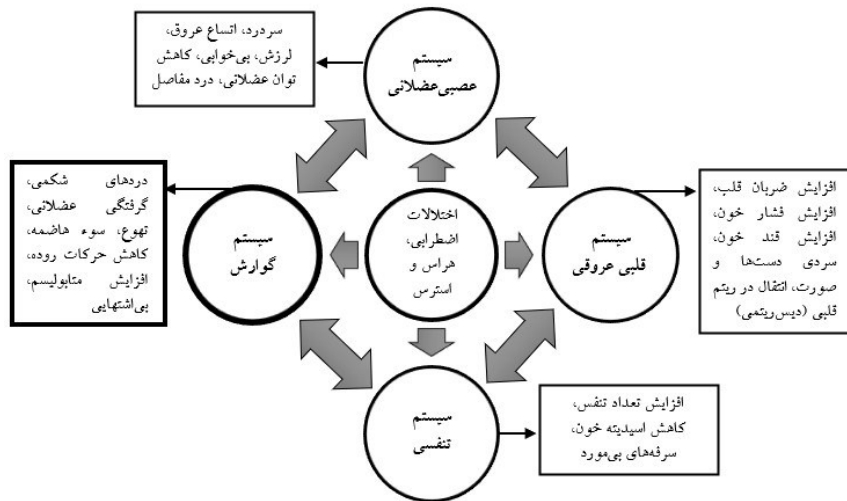 سیستم
عصبی‌عضلانی
سردرد، اتساع عروق،
لرزش، بی‌خوابی، کاهش
توان عضلانی، درد مفاصل
افزایش ضربان قلب،
افزایش فشار خون،
افزایش قند خون،
سردی دست‌ها و
صورت، انتقال در ریتم
قلبی (دیس‌ریتمی)
سیستم
قلبی عروقی
اختلالات
اضطرابی،
هراس و
استرس
سیستم
گوارش
دردهای شکمی،
گرفتگی عضلانی،
تهوع، سوء هاضمه،
کاهش حرکات روده،
افزایش متابولیسم،
بی‌اشتهایی
سیستم
تنفسی
افزایش تعداد تنفس،
کاهش اسیدیته خون،
سرفه‌های بی‌مورد